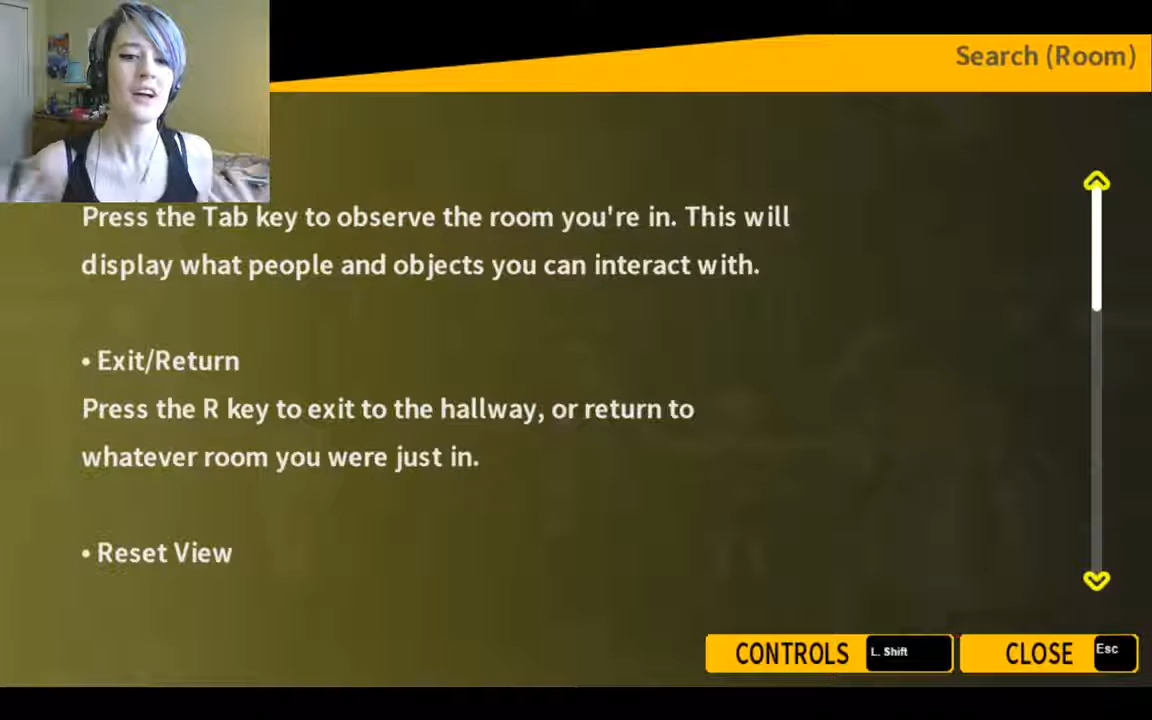 Search (Room)
Press the Tab key to observe the room you're in. This will
display what people and objects you can interact with.
• Exit/Return
Press the R key to exit to the hallway, or return to
whatever room you were just in.
• Reset View
CONTROLS L. Shift CLOSE Esc